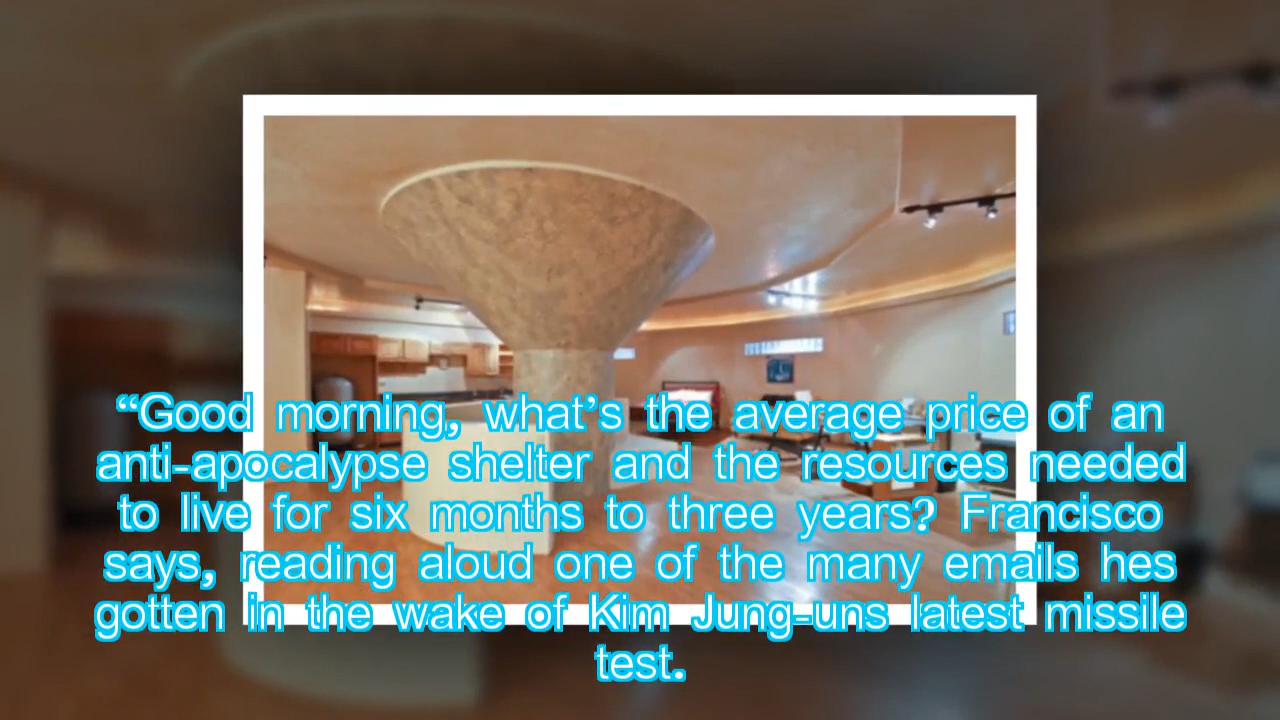 “Good morning, what’s the average price of an
anti-apocalypse shelter and the resources needed
to live for six months to three years? Francisco
says, reading aloud one of the many emails hes
gotten in the wake of Kim Jung-uns latest missile
test.